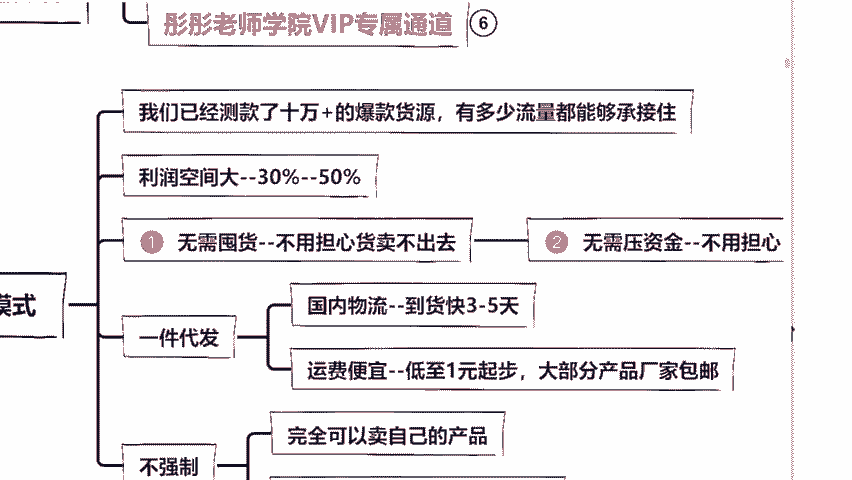 彤彤老师学院VIP专属通道 6
我们已经测款了十万+的爆款货源，有多少流量都能够承接住
利润空间大--30%--50%
1 无需囤货--不用担心货卖不出去
2 无需压资金--不用担心
模式
国内物流--到货快3-5天
一件代发
运费便宜--低至1元起步，大部分产品厂家包邮
完全可以卖自己的产品
不强制